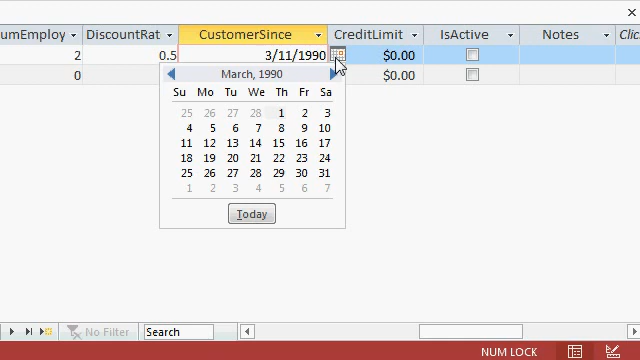 umEmploy DiscountRat CustomerSince CreditLimit IsActive Notes Clic
2 0.5 3/11/1990 $0.00
0 $0.00
March, 1990
Su Mo Tu We Th Fr Sa
25 26 27 28 1 2 3
4 5 6 7 8 9 10
11 12 13 14 15 16 17
18 19 20 21 22 23 24
25 26 27 28 29 30 31
1 2 3 4 5 6 7
Today
No Filter Search
NUM LOCK